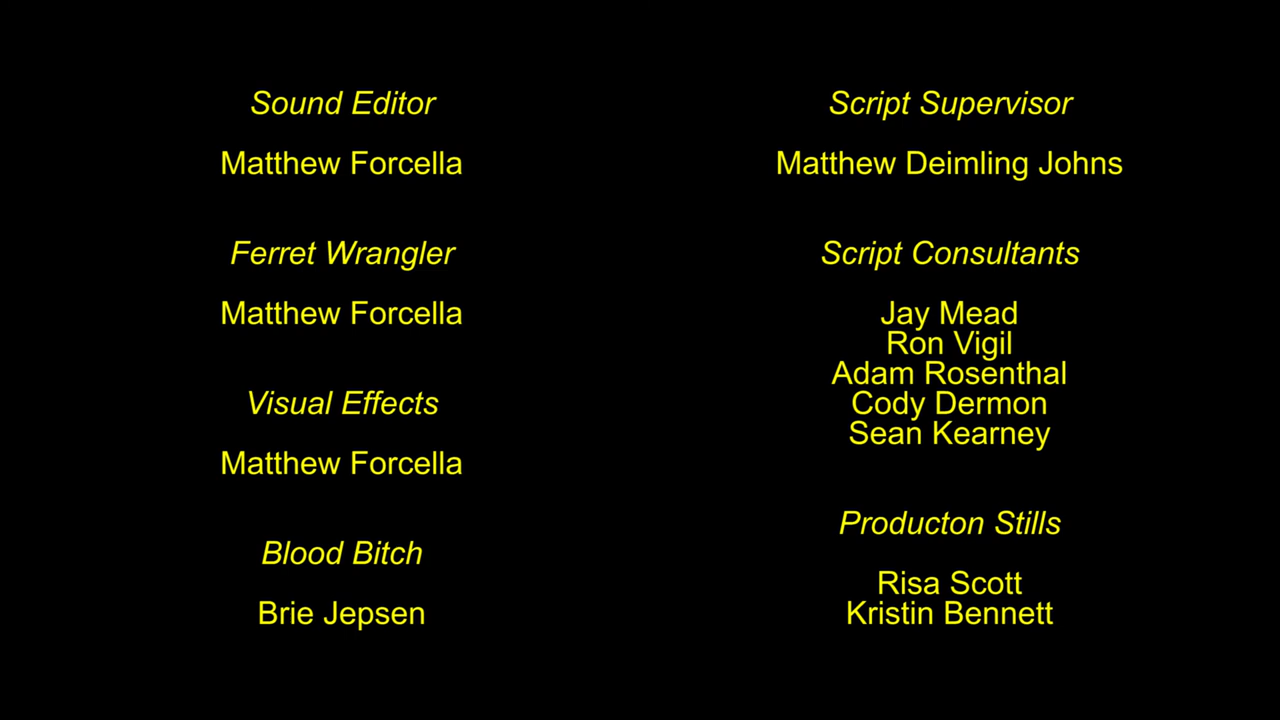 Sound Editor
Matthew Forcella
Ferret Wrangler
Matthew Forcella
Visual Effects
Matthew Forcella
Blood Bitch
Brie Jepsen
Script Supervisor
Matthew Deimling Johns
Script Consultants
Jay Mead
Ron Vigil
Adam Rosenthal
Cody Dermon
Sean Kearney
Producton Stills
Risa Scott
Kristin Bennett